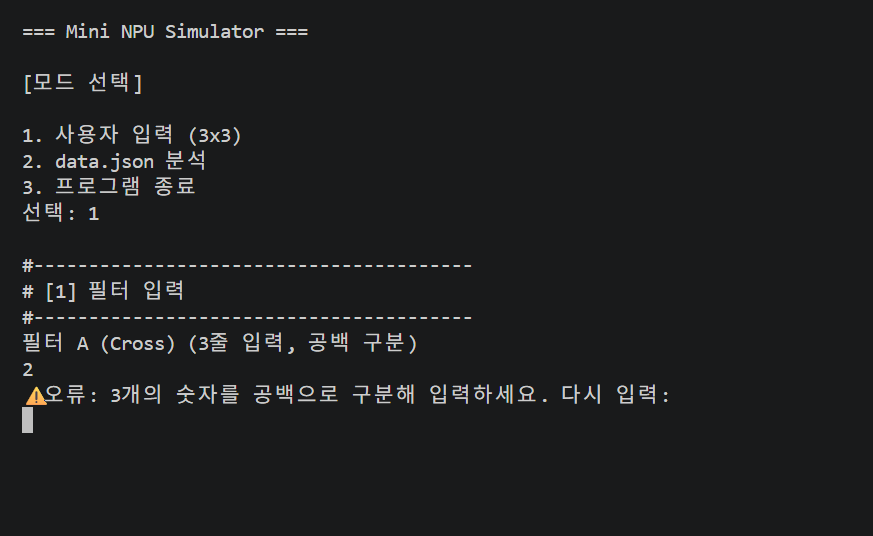 === Mini NPU Simulator ===
[모드 선택]
1. 사용자 입력 (3x3)
2. data.json 분석
3. 프로그램 종료
선택: 1
#----------------------------------------
# [1] 필터 입력
#----------------------------------------
필터 A (Cross) (3줄 입력, 공백 구분)
2
⚠️오류: 3개의 숫자를 공백으로 구분해 입력하세요. 다시 입력: